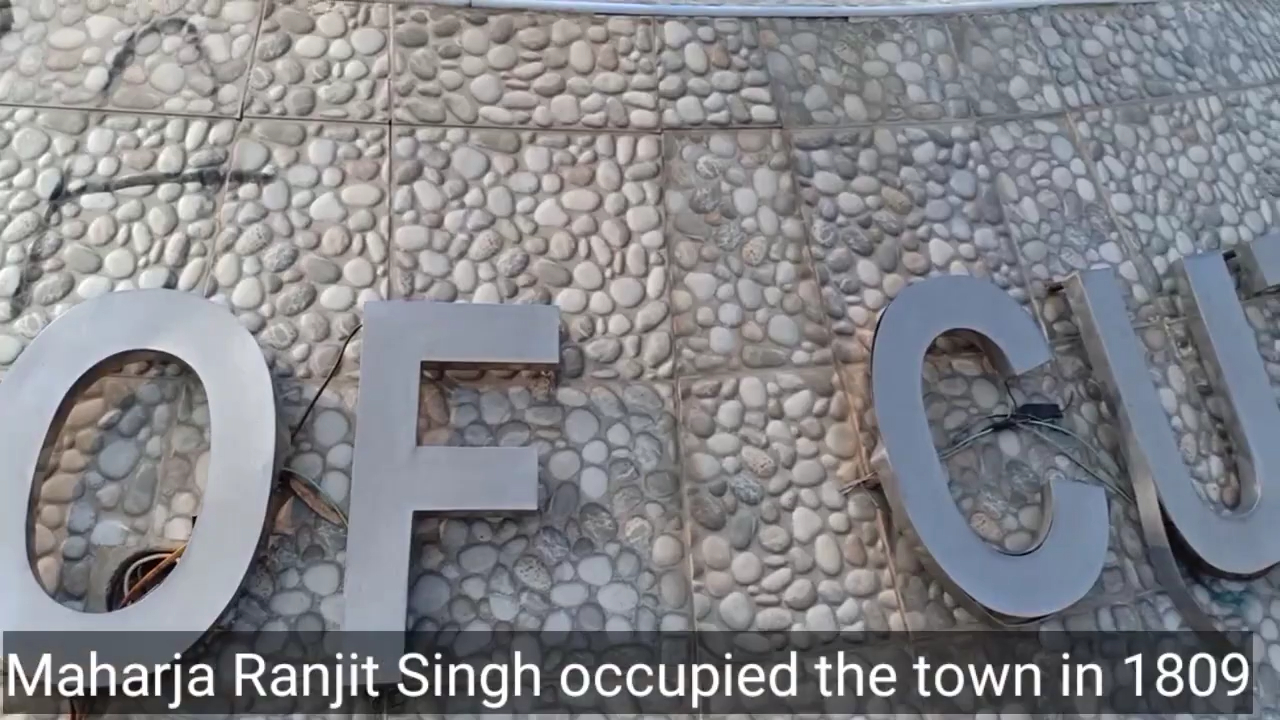 OF CU
Maharja Ranjit Singh occupied the town in 1809